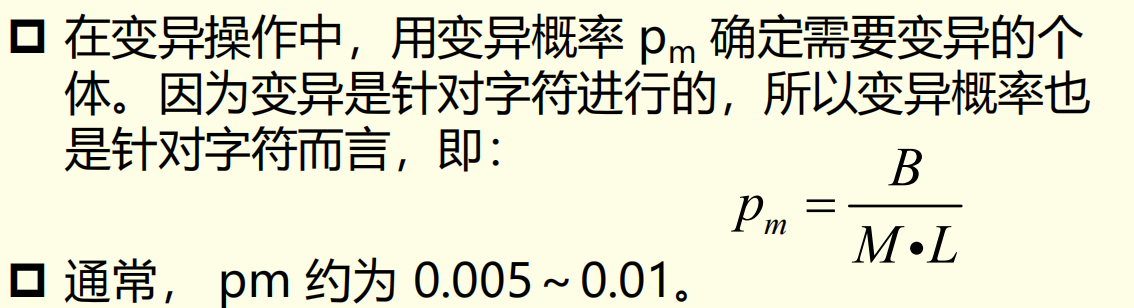 在变异操作中，用变异概率 pm 确定需要变异的个
体。因为变异是针对字符进行的，所以变异概率也
是针对字符而言，即：
pm = B / M•L
通常， pm 约为 0.005～0.01。